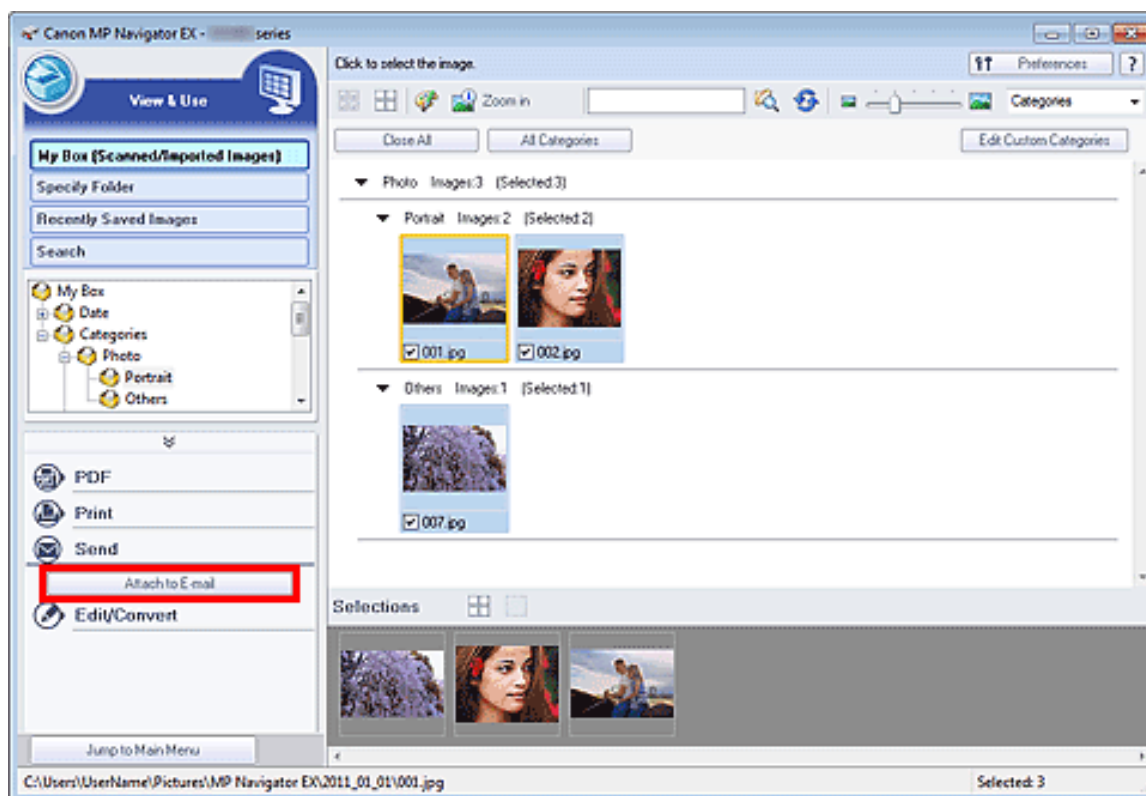 Canon MP Navigator EX - series
Click to select the image.
Preferences
?
View & Use
Zoom in
Categories
Close All
All Categories
Edit Custom Categories
My Box (Scanned/Imported Images)
Specify Folder
Recently Saved Images
Search
My Box
Date
Categories
Photo
Portrait
Others
Photo Images:3 (Selected:3)
Portrait Images:2 (Selected:2)
001.jpg
002.jpg
Others Images:1 (Selected:1)
007.jpg
PDF
Print
Send
Attach to E-mail
Edit/Convert
Selections
Jump to Main Menu
C:\Users\UserName\Pictures\MP Navigator EX\2011_01_01\001.jpg
Selected: 3